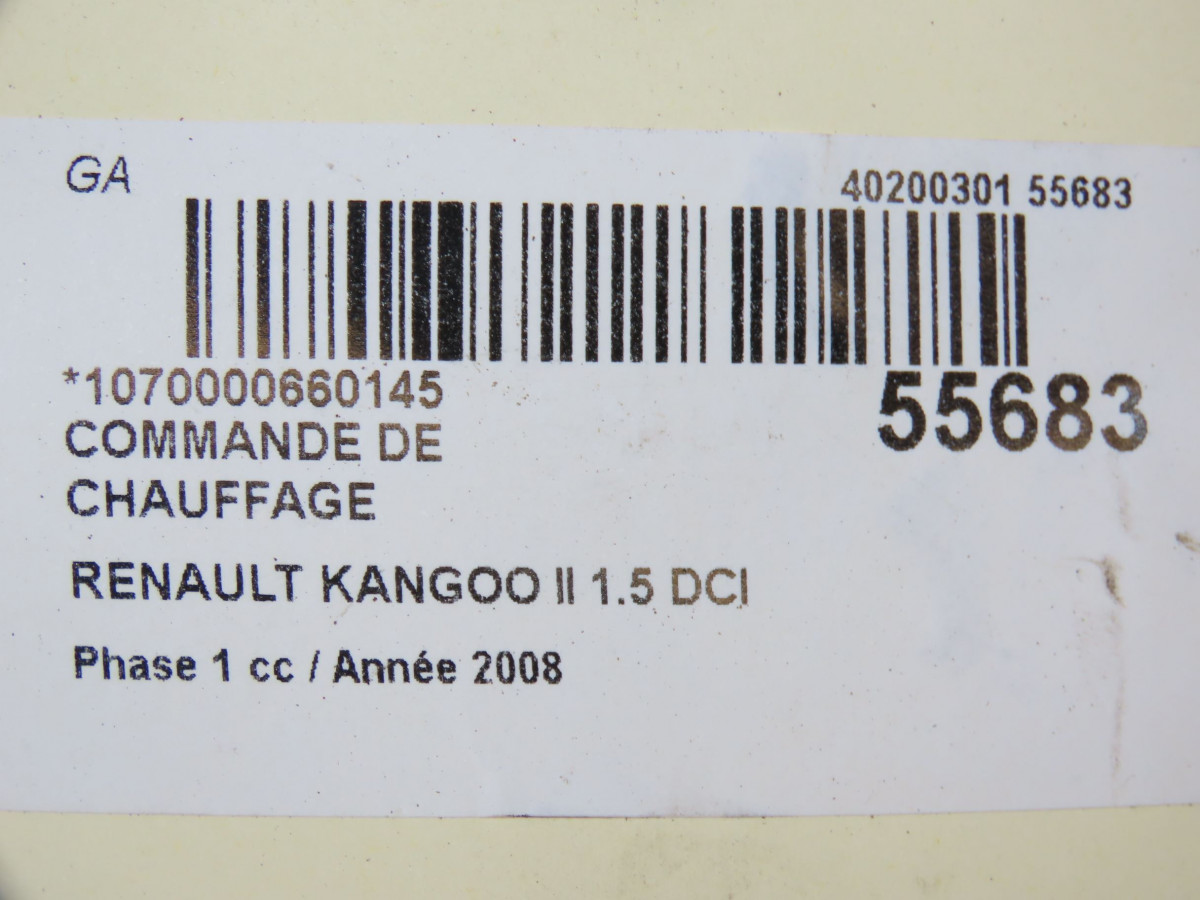 GA
40200301 55683
*1070000660145
55683
COMMANDE DE
CHAUFFAGE
RENAULT KANGOO II 1.5 DCI
Phase 1 cc / Année 2008